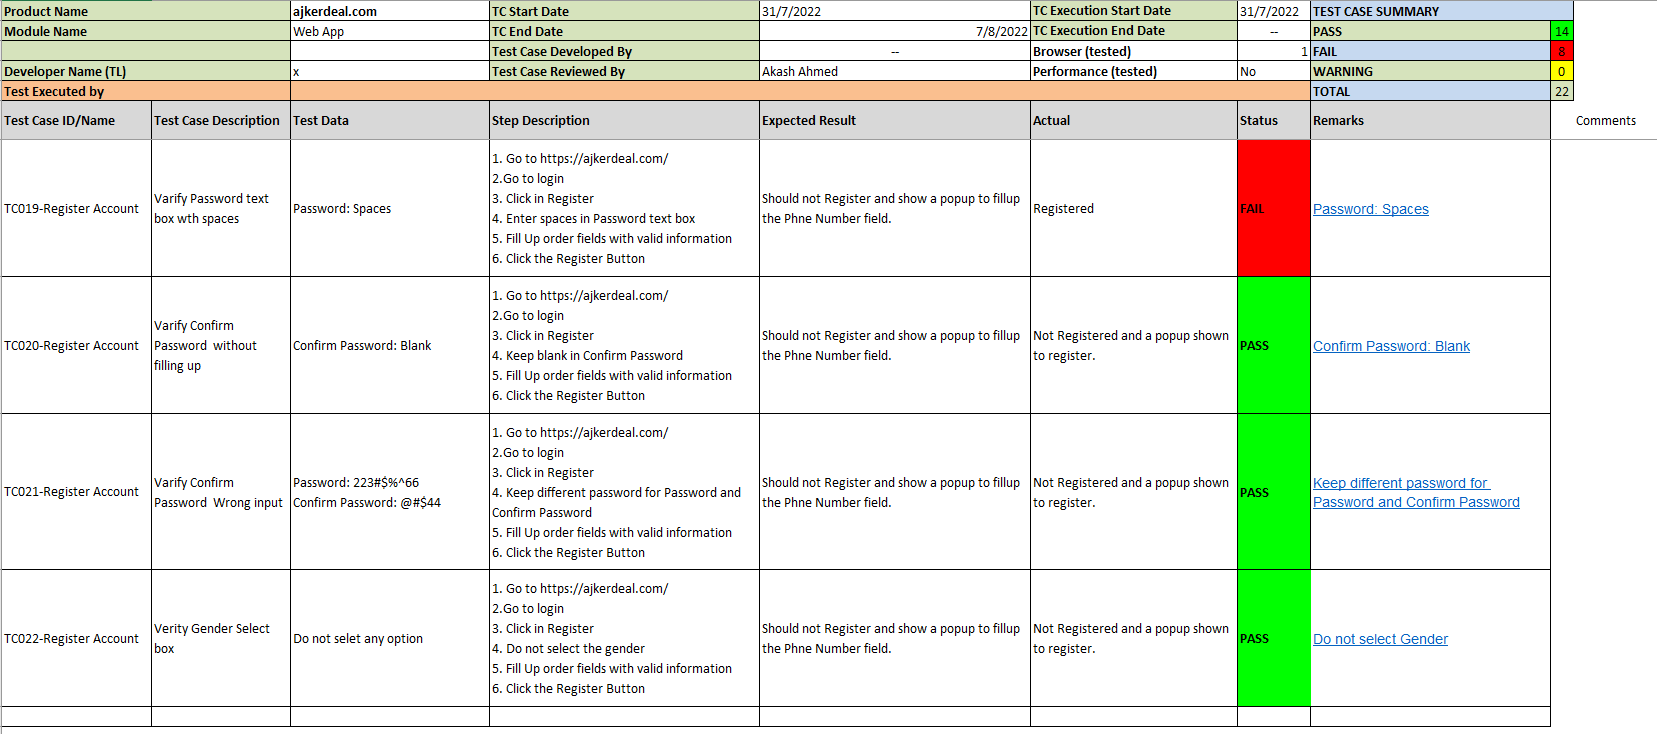 Product Name ajkerdeal.com TC Start Date 31/7/2022 TC Execution Start Date 31/7/2022 TEST CASE SUMMARY
Module Name Web App TC End Date 7/8/2022 TC Execution End Date -- PASS 14
Test Case Developed By -- Browser (tested) 1 FAIL 8
Developer Name (TL) x Test Case Reviewed By Akash Ahmed Performance (tested) No WARNING 0
Test Executed by TOTAL 22
Test Case ID/Name Test Case Description Test Data Step Description Expected Result Actual Status Remarks Comments
TC019-Register Account
Varify Password text
box wth spaces
Password: Spaces
1. Go to https://ajkerdeal.com/
2.Go to login
3. Click in Register
4. Enter spaces in Password text box
5. Fill Up order fields with valid information
6. Click the Register Button
Should not Register and show a popup to fillup
the Phne Number field.
Registered
FAIL
Password: Spaces
TC020-Register Account
Varify Confirm
Password  without
filling up
Confirm Password: Blank
1. Go to https://ajkerdeal.com/
2.Go to login
3. Click in Register
4. Keep blank in Confirm Password
5. Fill Up order fields with valid information
6. Click the Register Button
Should not Register and show a popup to fillup
the Phne Number field.
Not Registered and a popup shown
to register.
PASS
Confirm Password: Blank
TC021-Register Account
Varify Confirm
Password  Wrong input
Password: 223#$%^66
Confirm Password: @#$44
1. Go to https://ajkerdeal.com/
2.Go to login
3. Click in Register
4. Keep different password for Password and
Confirm Password
5. Fill Up order fields with valid information
6. Click the Register Button
Should not Register and show a popup to fillup
the Phne Number field.
Not Registered and a popup shown
to register.
PASS
Keep different password for
Password and Confirm Password
TC022-Register Account
Verity Gender Select
box
Do not selet any option
1. Go to https://ajkerdeal.com/
2.Go to login
3. Click in Register
4. Do not select the gender
5. Fill Up order fields with valid information
6. Click the Register Button
Should not Register and show a popup to fillup
the Phne Number field.
Not Registered and a popup shown
to register.
PASS
Do not select Gender